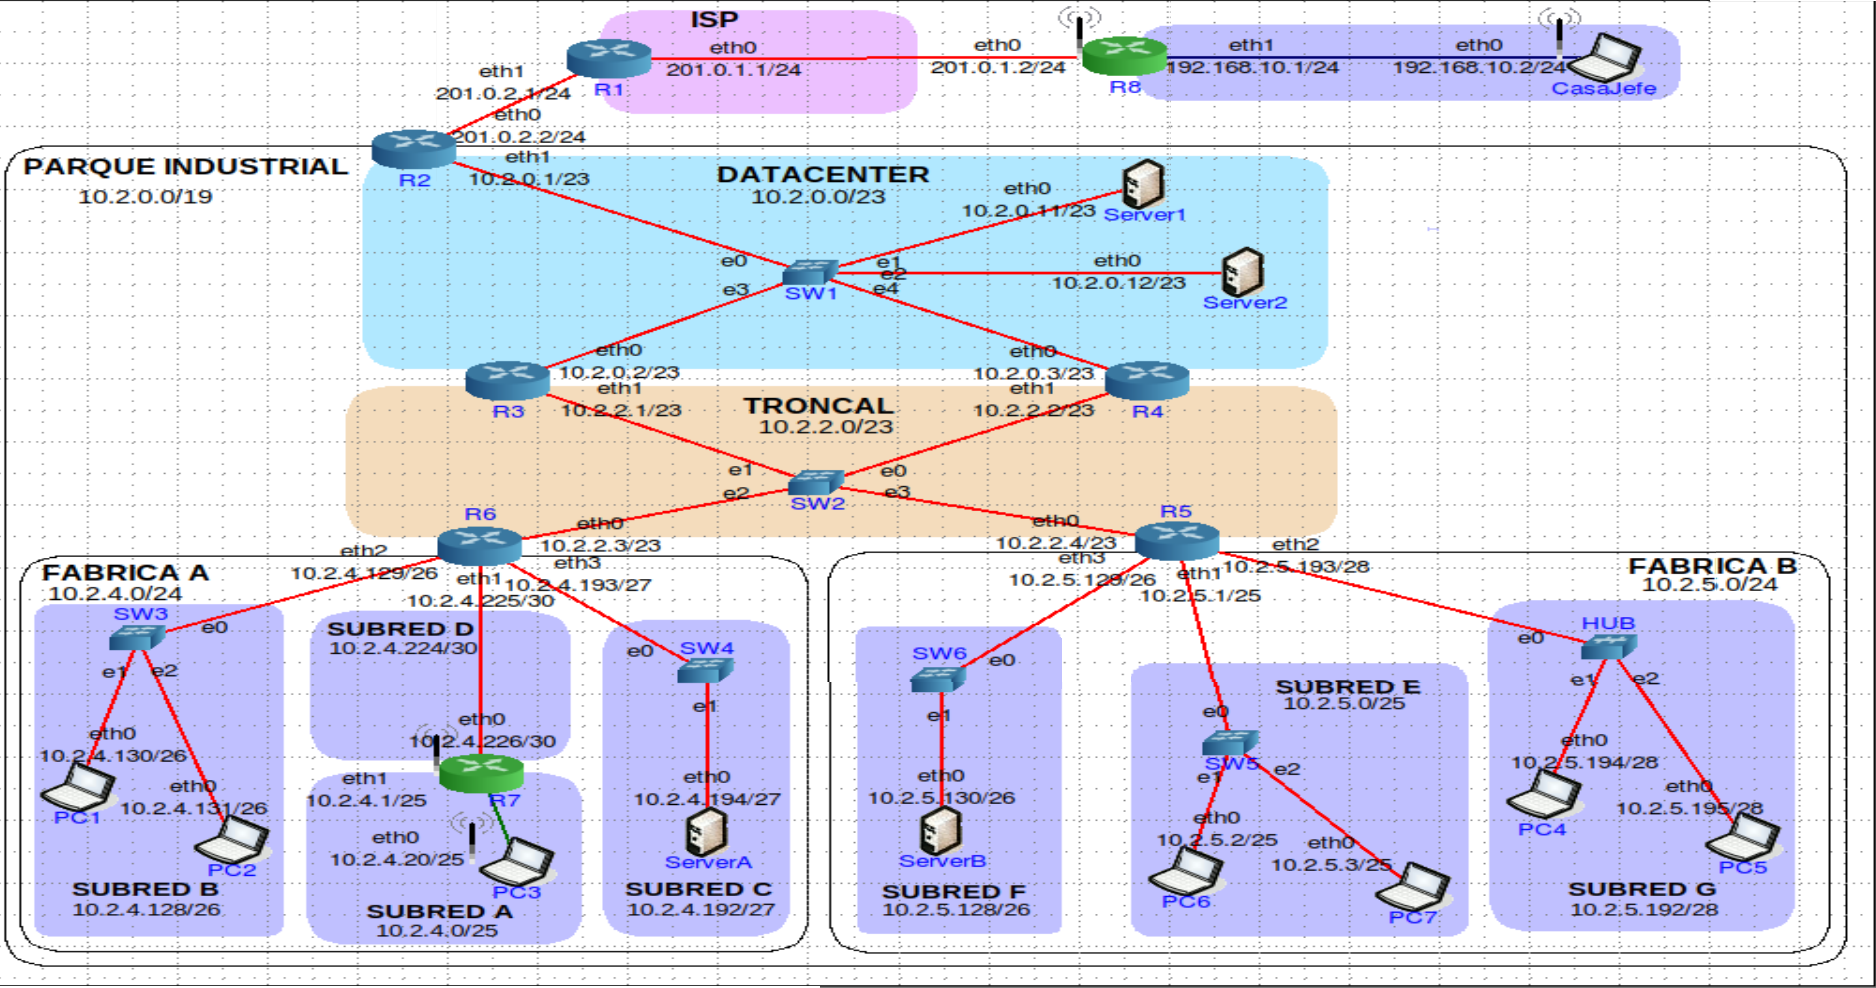 ISP
eth0
201.0.1.1/24
R1
eth0
201.0.1.2/24
R8
eth1
192.168.10.1/24
eth0
192.168.10.2/24
CasaJefe
eth1
201.0.2.1/24
eth0
201.0.2.2/24
R2
eth1
10.2.0.1/23
PARQUE INDUSTRIAL
10.2.0.0/19
DATACENTER
10.2.0.0/23
eth0
10.2.0.11/23
Server1
e0
e1
e2
e3
e4
SW1
eth0
10.2.0.12/23
Server2
eth0
10.2.0.2/23
eth1
10.2.2.1/23
R3
eth0
10.2.0.3/23
eth1
10.2.2.2/23
R4
TRONCAL
10.2.2.0/23
e1
e0
e2
e3
SW2
R6
eth0
10.2.2.3/23
eth2
10.2.4.129/26
eth1
10.2.4.225/30
eth3
10.2.4.193/27
R5
eth0
10.2.2.4/23
eth3
10.2.5.129/26
eth1
10.2.5.1/25
eth2
10.2.5.193/28
FABRICA A
10.2.4.0/24
SW3
e0
e1
e2
eth0
10.2.4.130/26
PC1
eth0
10.2.4.131/26
PC2
SUBRED B
10.2.4.128/26
SUBRED D
10.2.4.224/30
eth0
10.2.4.226/30
R7
eth1
10.2.4.1/25
eth0
10.2.4.20/25
PC3
SUBRED A
10.2.4.0/25
SW4
e0
e1
eth0
10.2.4.194/27
ServerA
SUBRED C
10.2.4.192/27
FABRICA B
10.2.5.0/24
SW6
e0
e1
eth0
10.2.5.130/26
ServerB
SUBRED F
10.2.5.128/26
SUBRED E
10.2.5.0/25
e0
SW5
e1
e2
eth0
10.2.5.2/25
PC6
eth0
10.2.5.3/25
PC7
HUB
e0
e1
e2
eth0
10.2.5.194/28
PC4
eth0
10.2.5.195/28
PC5
SUBRED G
10.2.5.192/28